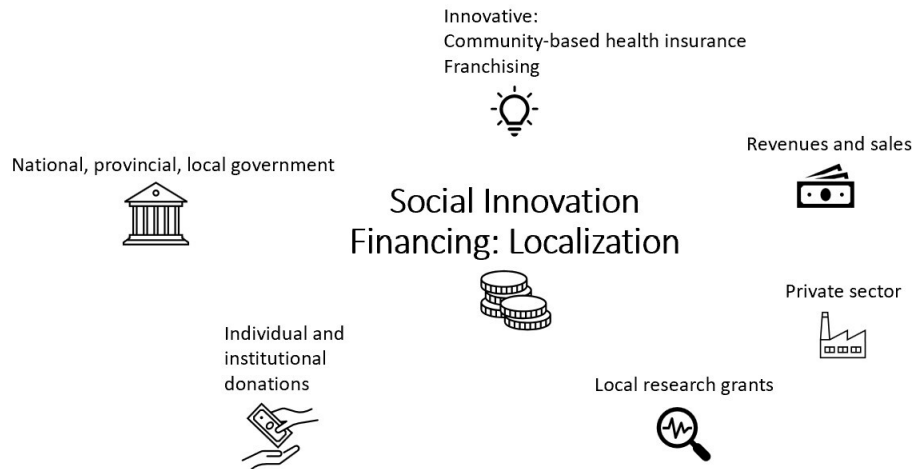 Innovative:
Community-based health insurance
Franchising
Revenues and sales
National, provincial, local government
Social Innovation
Financing: Localization
Private sector
Individual and
institutional
donations
Local research grants